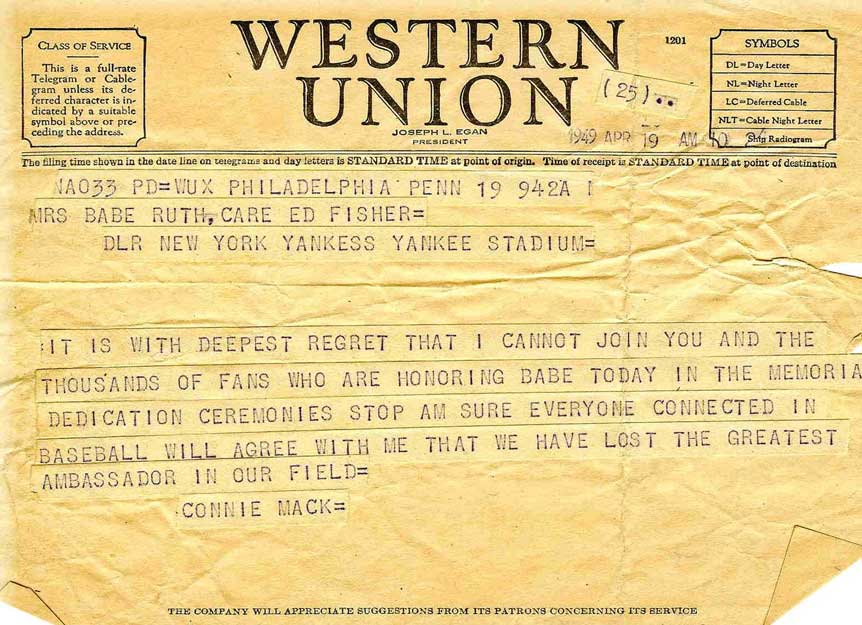 CLASS OF SERVICE
This is a full-rate
Telegram or Cable-
gram unless its de-
ferred character is in-
dicated by a suitable
symbol above or pre-
ceding the address.
WESTERN
UNION
JOSEPH L. EGAN
PRESIDENT
1201
(25)..
SYMBOLS
DL=Day Letter
NL=Night Letter
LC=Deferred Cable
NLT=Cable Night Letter
Ship Radiogram
1949 APR 19 AM 10
The filing time shown in the date line on telegrams and day letters is STANDARD TIME at point of origin. Time of receipt is STANDARD TIME at point of destination
NA033 PD=WUX PHILADELPHIA PENN 19 942A
MRS BABE RUTH, CARE ED FISHER=
DLR NEW YORK YANKESS YANKEE STADIUM=
:IT IS WITH DEEPEST REGRET THAT I CANNOT JOIN YOU AND THE
THOUSANDS OF FANS WHO ARE HONORING BABE TODAY IN THE MEMORIA
DEDICATION CEREMONIES STOP AM SURE EVERYONE CONNECTED IN
BASEBALL WILL AGREE WITH ME THAT WE HAVE LOST THE GREATEST
AMBASSADOR IN OUR FIELD=
CONNIE MACK=
THE COMPANY WILL APPRECIATE SUGGESTIONS FROM ITS PATRONS CONCERNING ITS SERVICE